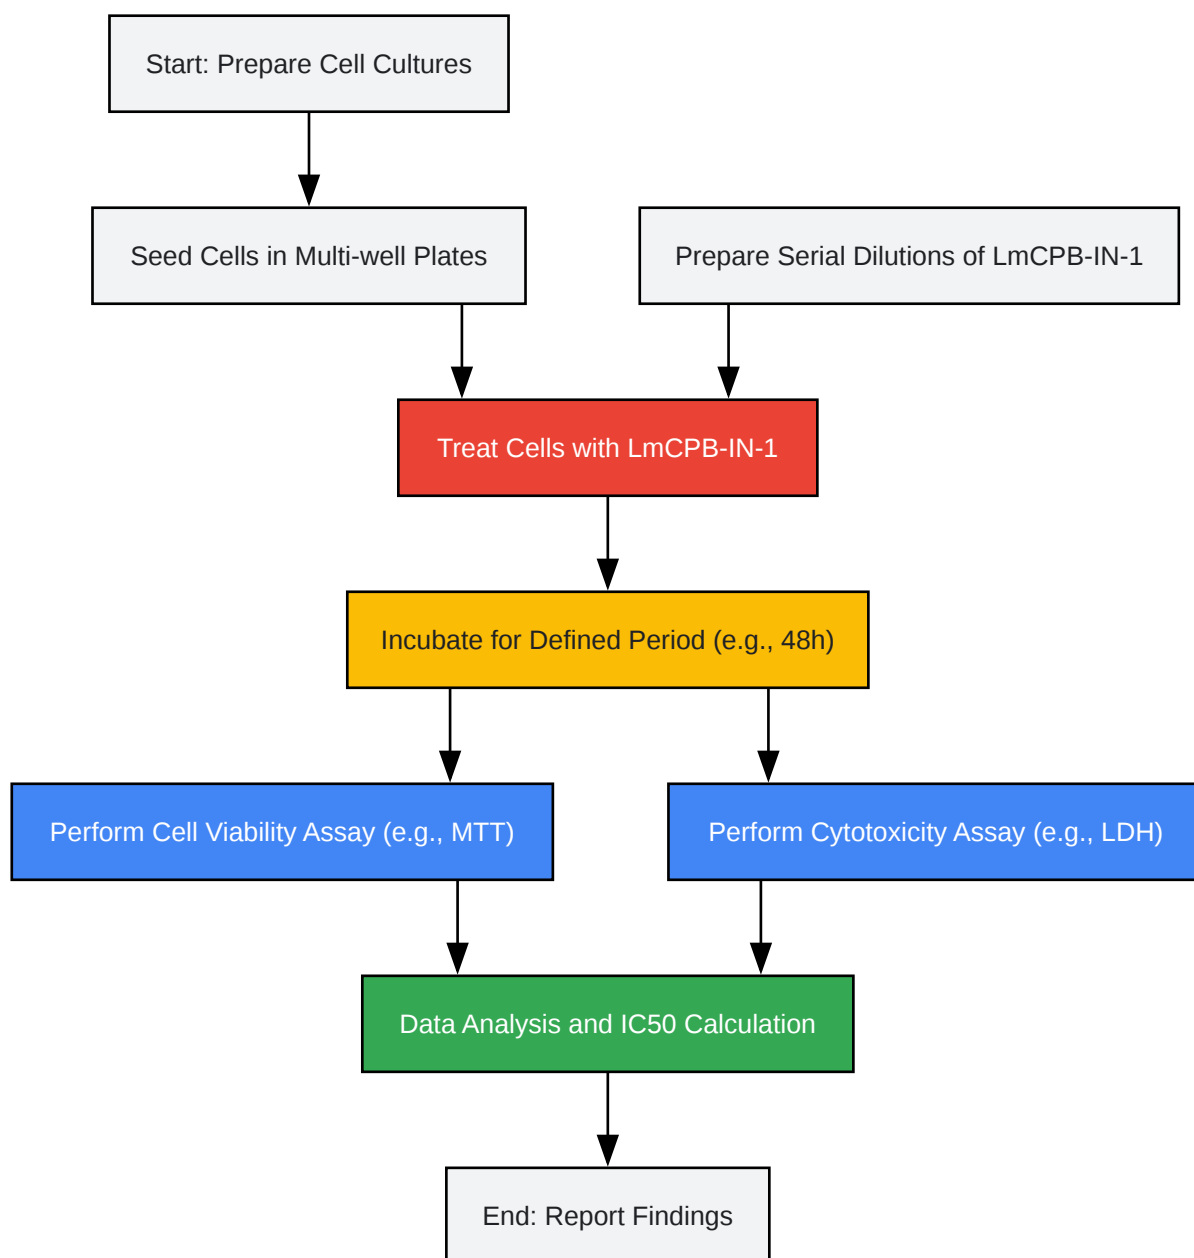 Start: Prepare Cell Cultures
Seed Cells in Multi-well Plates
Prepare Serial Dilutions of LmCPB-IN-1
Treat Cells with LmCPB-IN-1
Incubate for Defined Period (e.g., 48h)
Perform Cell Viability Assay (e.g., MTT)
Perform Cytotoxicity Assay (e.g., LDH)
Data Analysis and IC50 Calculation
End: Report Findings